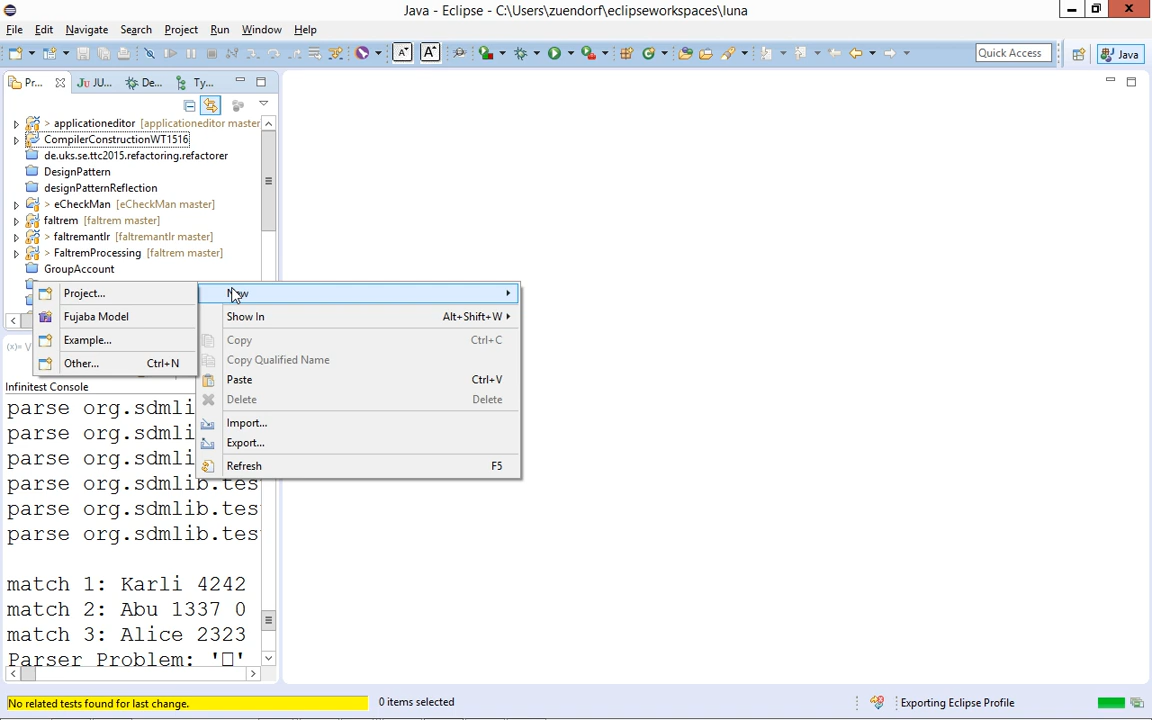 Java - Eclipse - C:\Users\zuendorf\eclipseworkspaces\luna
File Edit Navigate Search Project Run Window Help
Quick Access
Java
Pr...
JU...
De...
Ty...
> applicationeditor [applicationeditor master
CompilerConstructionWT1516
de.uks.se.ttc2015.refactoring.refactorer
DesignPattern
designPatternReflection
> eCheckMan [eCheckMan master]
faltrem [faltrem master]
> faltremantlr [faltremantlr master]
> FaltremProcessing [faltrem master]
GroupAccount
Project...
Fujaba Model
Example...
Other... Ctrl+N
Show In Alt+Shift+W
Copy Ctrl+C
Copy Qualified Name
Paste Ctrl+V
Delete Delete
Import...
Export...
Refresh F5
(x)= V
Infinitest Console
parse org.sdmli
parse org.sdmli
parse org.sdmli
parse org.sdmlib.tes
parse org.sdmlib.tes
parse org.sdmlib.tes
match 1: Karli 4242
match 2: Abu 1337 0
match 3: Alice 2323
Parser Problem: '□'
No related tests found for last change.
0 items selected
Exporting Eclipse Profile